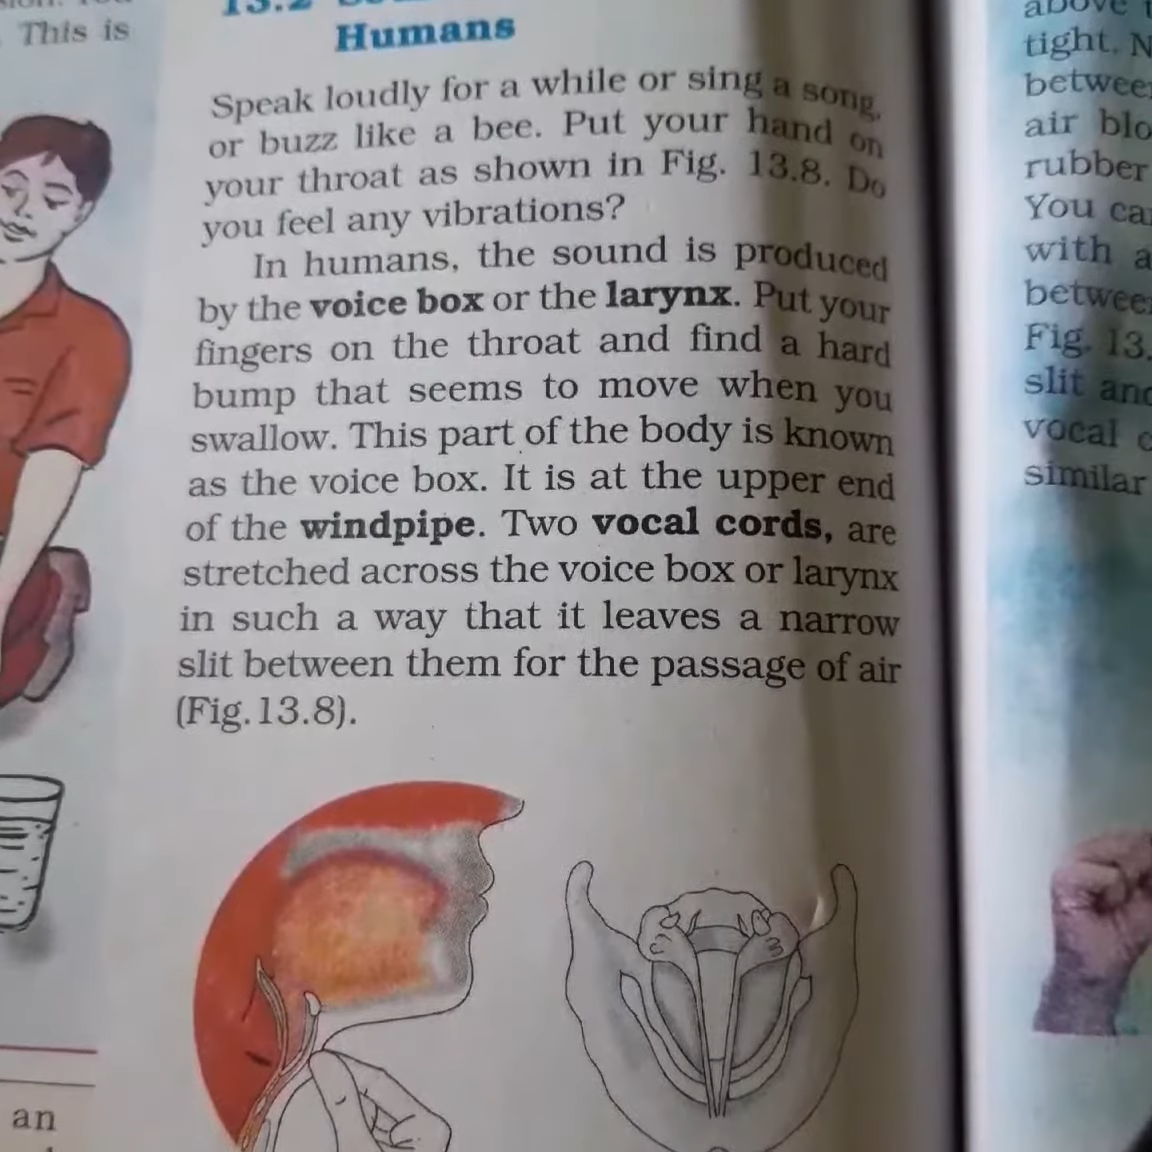 This is
13.2
Humans
Speak loudly for a while or sing a song,
or buzz like a bee. Put your hand on
your throat as shown in Fig. 13.8. Do
you feel any vibrations?
In humans, the sound is produced
by the voice box or the larynx. Put your
fingers on the throat and find a hard
bump that seems to move when you
swallow. This part of the body is known
as the voice box. It is at the upper end
of the windpipe. Two vocal cords, are
stretched across the voice box or larynx
in such a way that it leaves a narrow
slit between them for the passage of air
(Fig. 13.8).
an
above
tight.
air
rubber
You
with
Fig. 13.
slit
vocal
similar